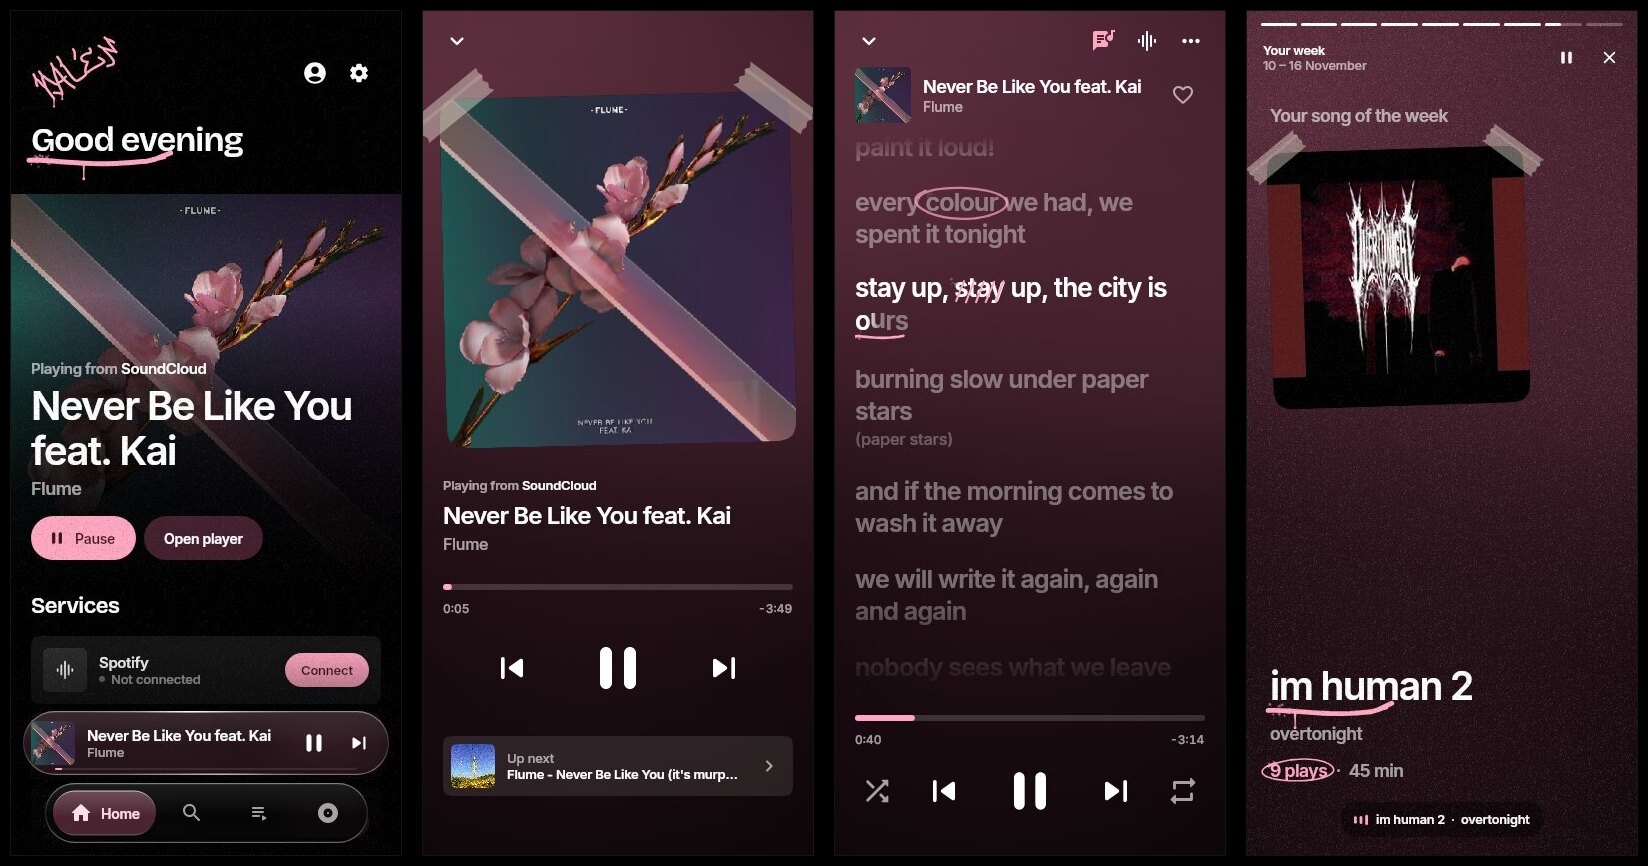 Good evening
- FLUME -
Playing from SoundCloud
Never Be Like You
feat. Kai
Flume
Pause
Open player
Services
Spotify
Not connected
Connect
Never Be Like You feat. Kai
Flume
Home
- FLUME -
NEVER BE LIKE YOU
FEAT. KAI
Playing from SoundCloud
Never Be Like You feat. Kai
Flume
0:05
-3:49
Up next
Flume - Never Be Like You (it's murp...
Never Be Like You feat. Kai
Flume
paint it loud!
every colour we had, we
spent it tonight
stay up, stay up, the city is
ours
burning slow under paper
stars
(paper stars)
and if the morning comes to
wash it away
we will write it again, again
and again
nobody sees what we leave
0:40
-3:14
Your week
10 – 16 November
Your song of the week
im human 2
overtonight
9 plays · 45 min
im human 2 · overtonight